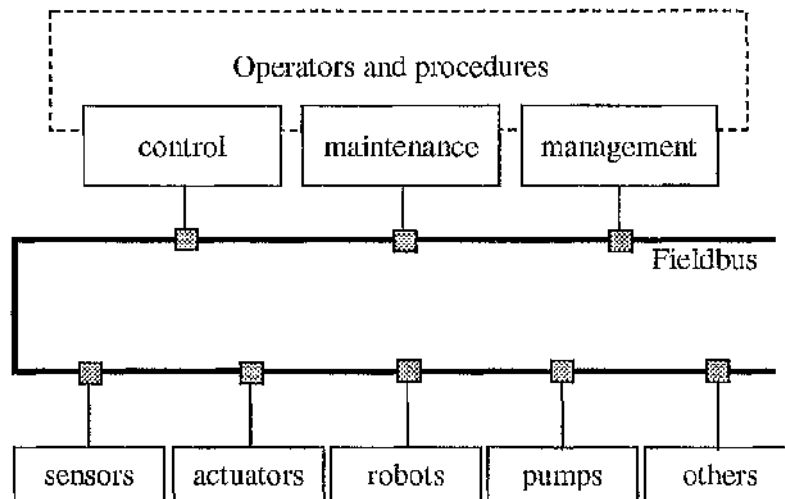 Operators and procedures
control maintenance management
Fieldbus
sensors actuators robots pumps others